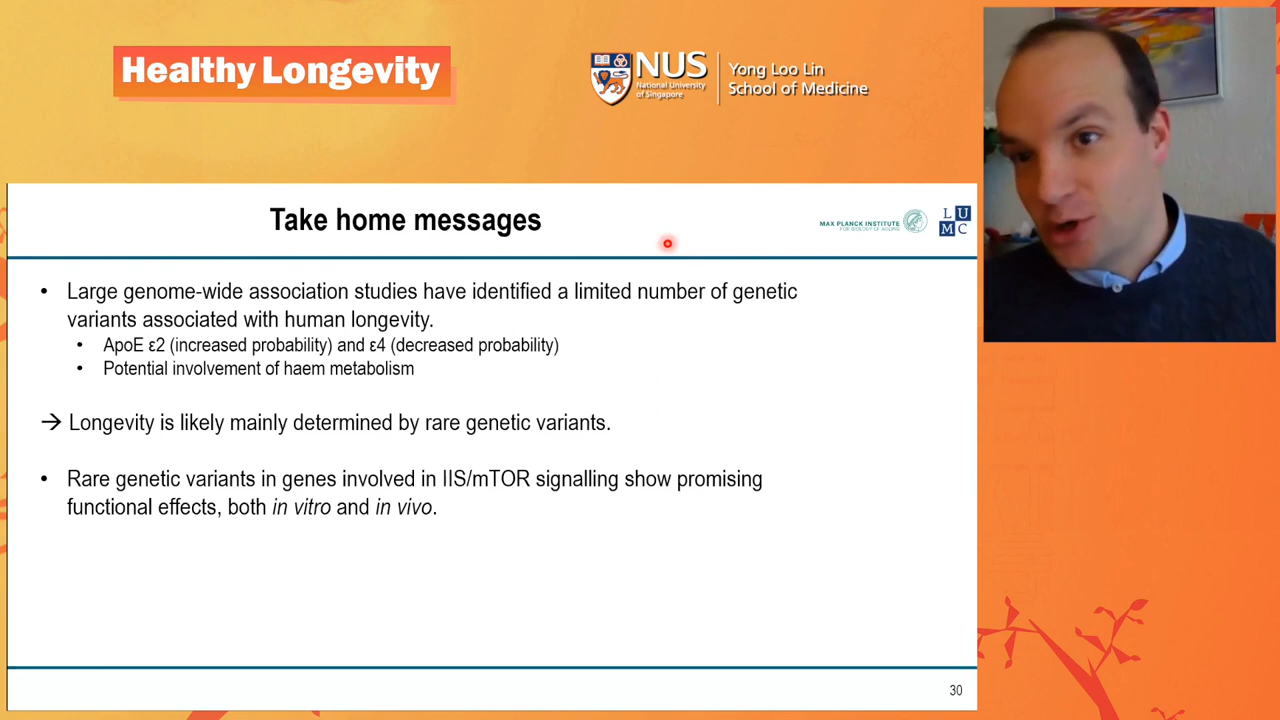 Healthy Longevity
NUS
National University
of Singapore
Yong Loo Lin
School of Medicine
Take home messages
MAX PLANCK INSTITUTE
FOR BIOLOGY OF AGEING
L U
M C
• Large genome-wide association studies have identified a limited number of genetic
variants associated with human longevity.
• ApoE ε2 (increased probability) and ε4 (decreased probability)
• Potential involvement of haem metabolism
→ Longevity is likely mainly determined by rare genetic variants.
• Rare genetic variants in genes involved in IIS/mTOR signalling show promising
functional effects, both in vitro and in vivo.
30